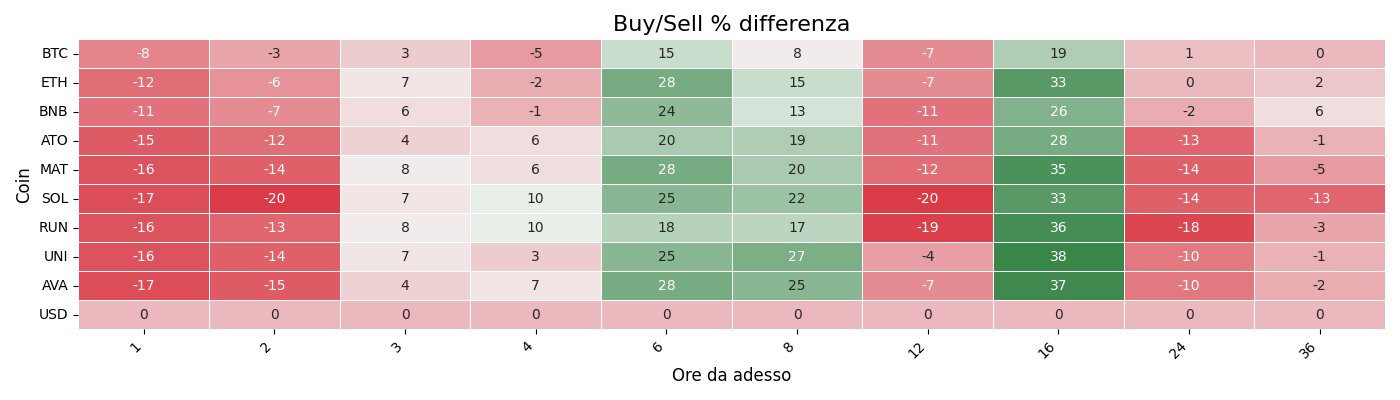 Buy/Sell % differenza
Coin
BTC -8 -3 3 -5 15 8 -7 19 1 0
ETH -12 -6 7 -2 28 15 -7 33 0 2
BNB -11 -7 6 -1 24 13 -11 26 -2 6
ATO -15 -12 4 6 20 19 -11 28 -13 -1
MAT -16 -14 8 6 28 20 -12 35 -14 -5
SOL -17 -20 7 10 25 22 -20 33 -14 -13
RUN -16 -13 8 10 18 17 -19 36 -18 -3
UNI -16 -14 7 3 25 27 -4 38 -10 -1
AVA -17 -15 4 7 28 25 -7 37 -10 -2
USD 0 0 0 0 0 0 0 0 0 0
1 2 3 4 6 8 12 16 24 36
Ore da adesso